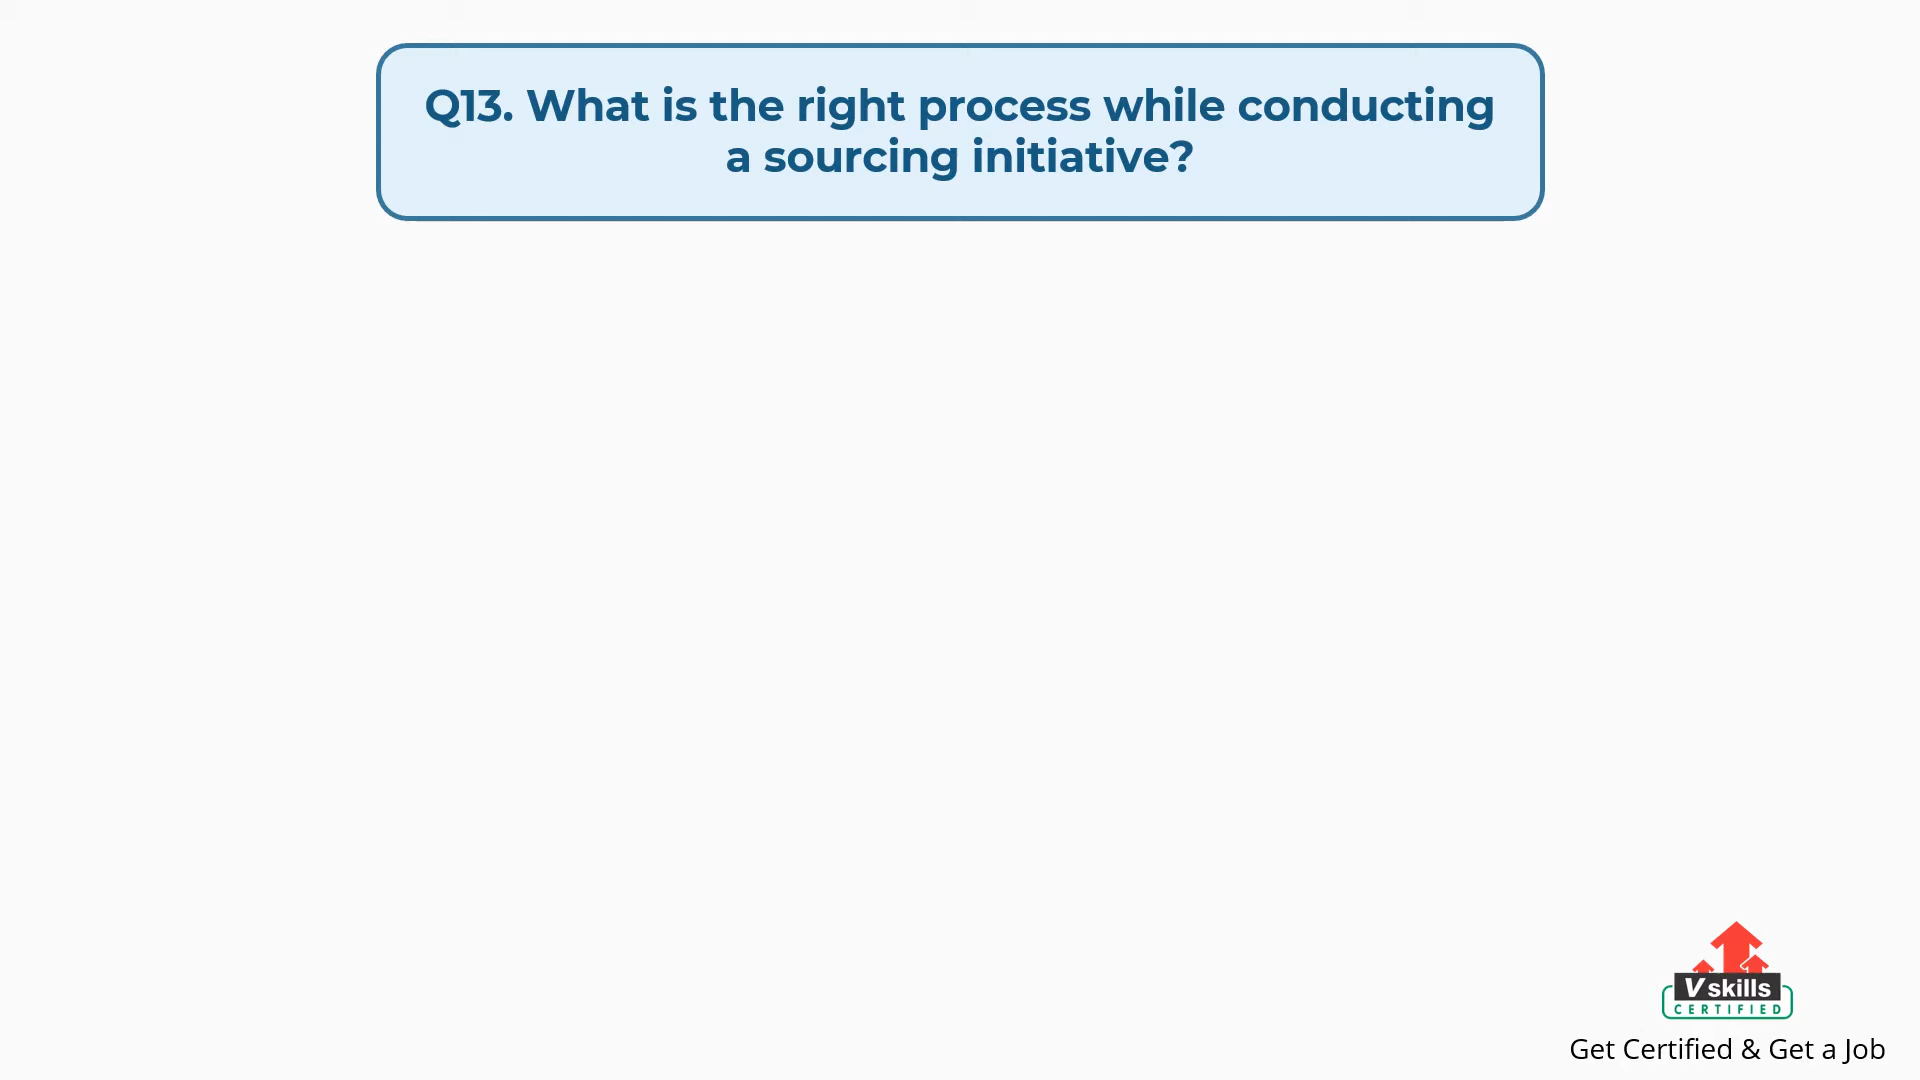 Q13. What is the right process while conducting
a sourcing initiative?
Vskills
CERTIFIED
Get Certified & Get a Job